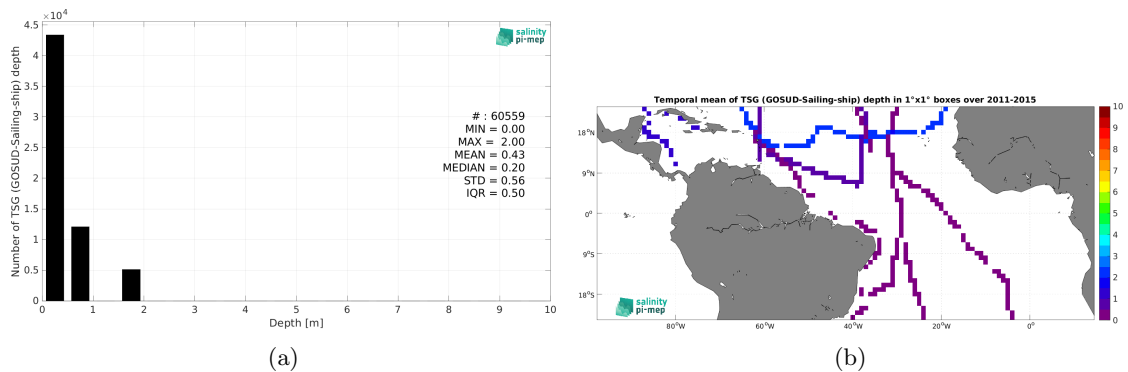 ×10⁴
4.5
4
3.5
3
2.5
2
1.5
1
0.5
0
Number of TSG (GOSUD-Sailing-ship) depth
salinity
pi-mep
# : 60559
MIN = 0.00
MAX = 2.00
MEAN = 0.43
MEDIAN = 0.20
STD = 0.56
IQR = 0.50
0 1 2 3 4 5 6 7 8 9 10
Depth [m]
(a)
Temporal mean of TSG (GOSUD-Sailing-ship) depth in 1°x1° boxes over 2011-2015
18°N
9°N
0°
9°S
18°S
salinity
pi-mep
80°W 60°W 40°W 20°W 0°
10
9
8
7
6
5
4
3
2
1
0
(b)